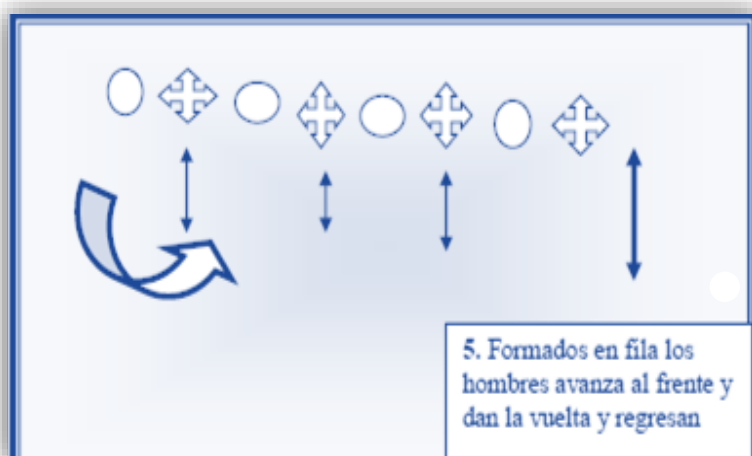 5. Formados en fila los
hombres avanza al frente y
dan la vuelta y regresan